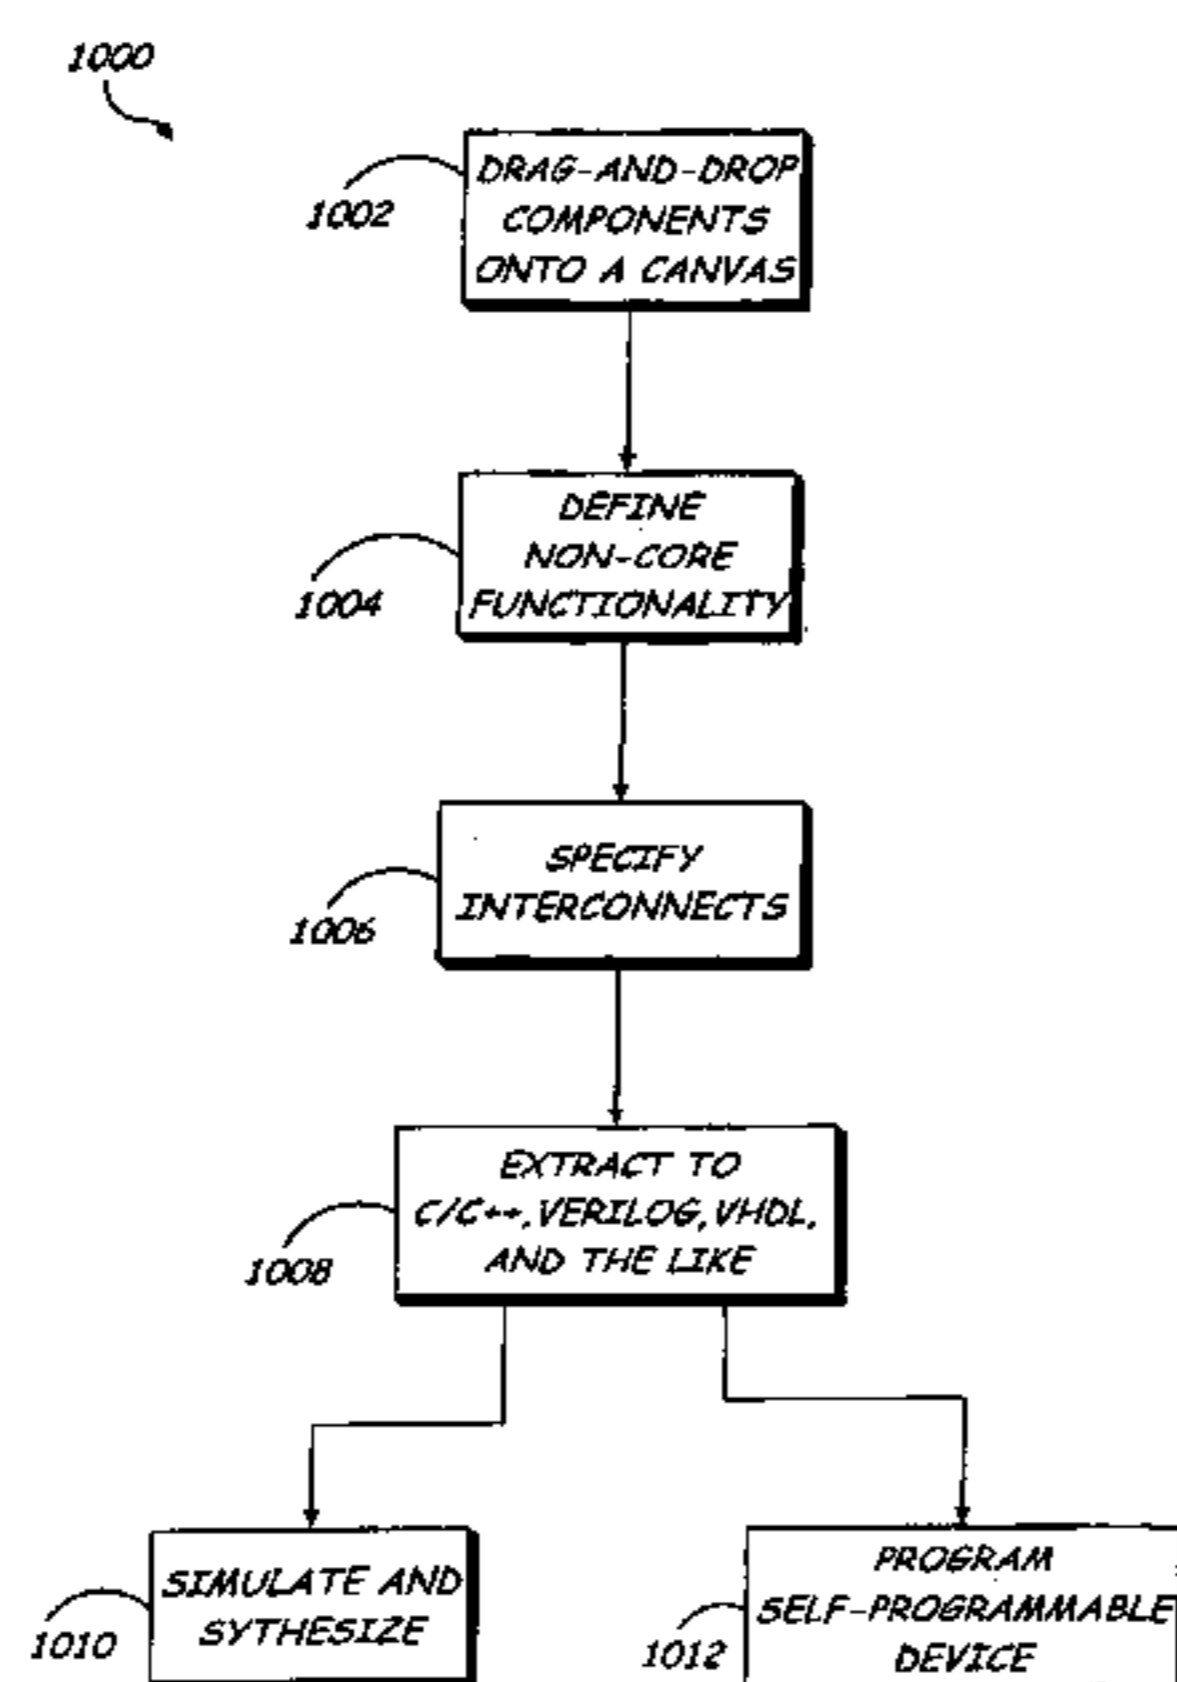 1000
DRAG-AND-DROP
COMPONENTS
ONTO A CANVAS
1002
DEFINE
NON-CORE
FUNCTIONALITY
1004
SPECIFY
INTERCONNECTS
1006
EXTRACT TO
C/C++, VERILOG, VHDL,
AND THE LIKE
1008
SIMULATE AND
SYTHESIZE
1010
PROGRAM
SELF-PROGRAMMABLE
DEVICE
1012